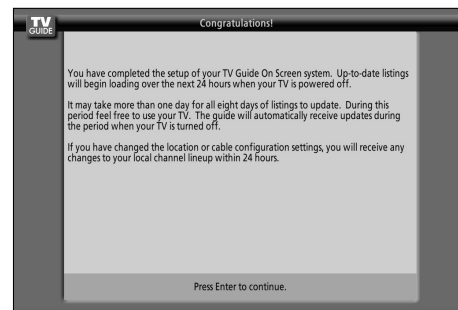 TV
GUIDE
Congratulations!
You have completed the setup of your TV Guide On Screen system. Up-to-date listings
will begin loading over the next 24 hours when your TV is powered off.
It may take more than one day for all eight days of listings to update. During this
period feel free to use your TV. The guide will automatically receive updates during
the period when your TV is turned off.
If you have changed the location or cable configuration settings, you will receive any
changes to your local channel lineup within 24 hours.
Press Enter to continue.